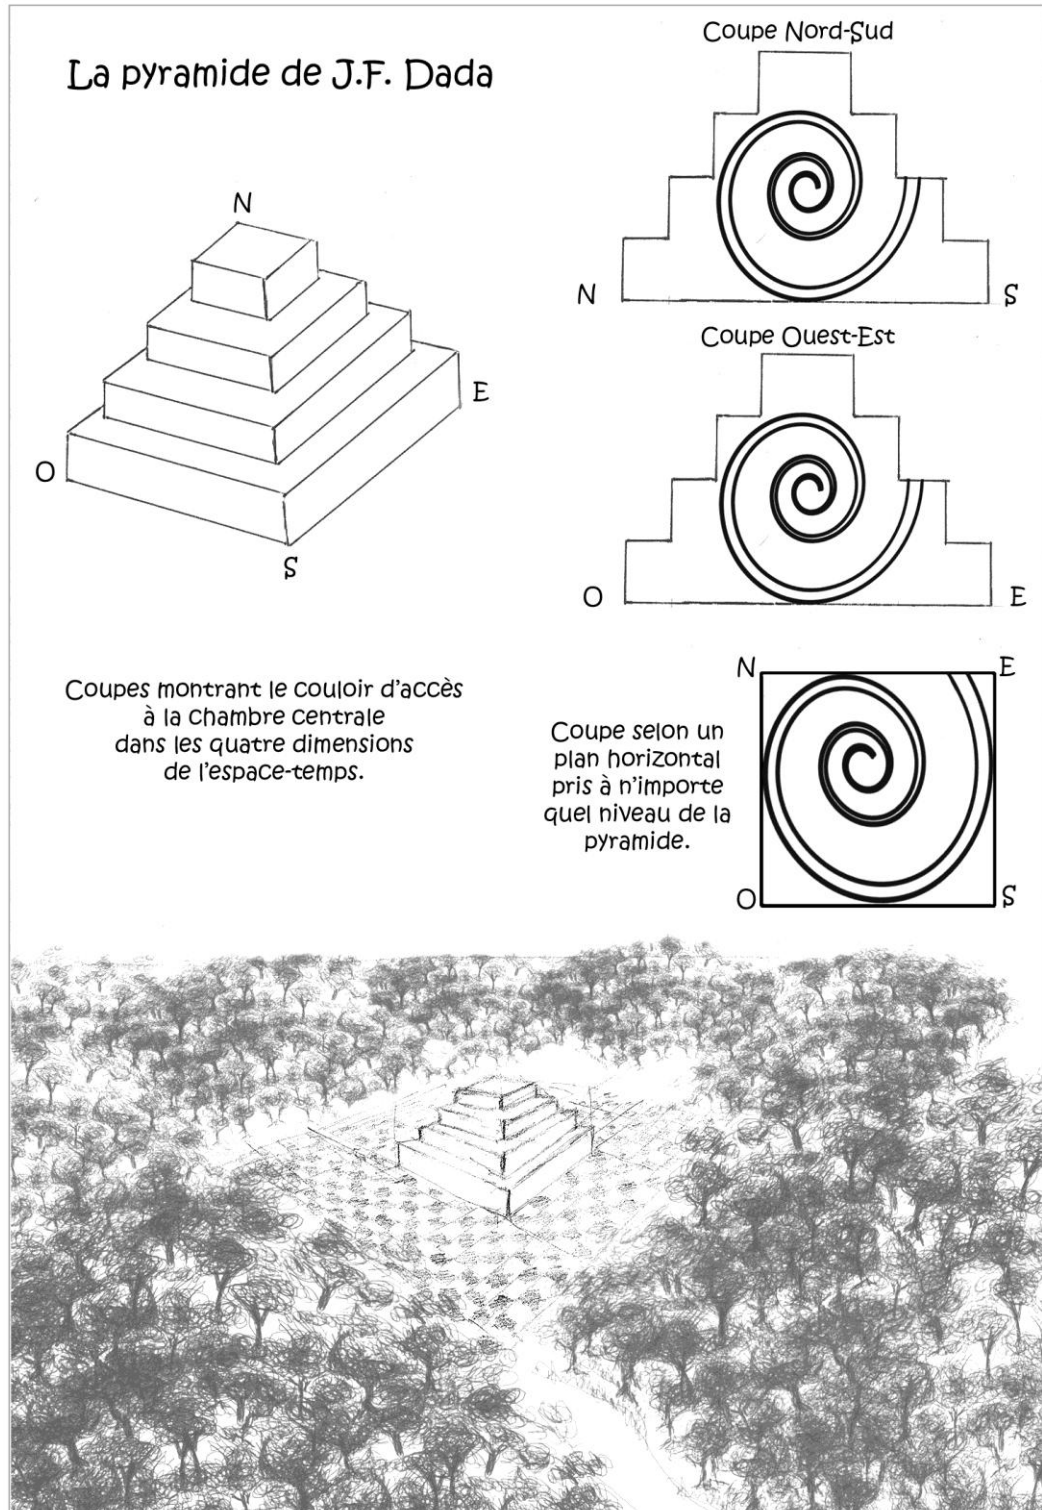 La pyramide de J.F. Dada
N
E
O
S
Coupe Nord-Sud
N
S
Coupe Ouest-Est
O
E
Coupes montrant le couloir d'accès
à la chambre centrale
dans les quatre dimensions
de l'espace-temps.
Coupe selon un
plan horizontal
pris à n'importe
quel niveau de la
pyramide.
N
E
O
S